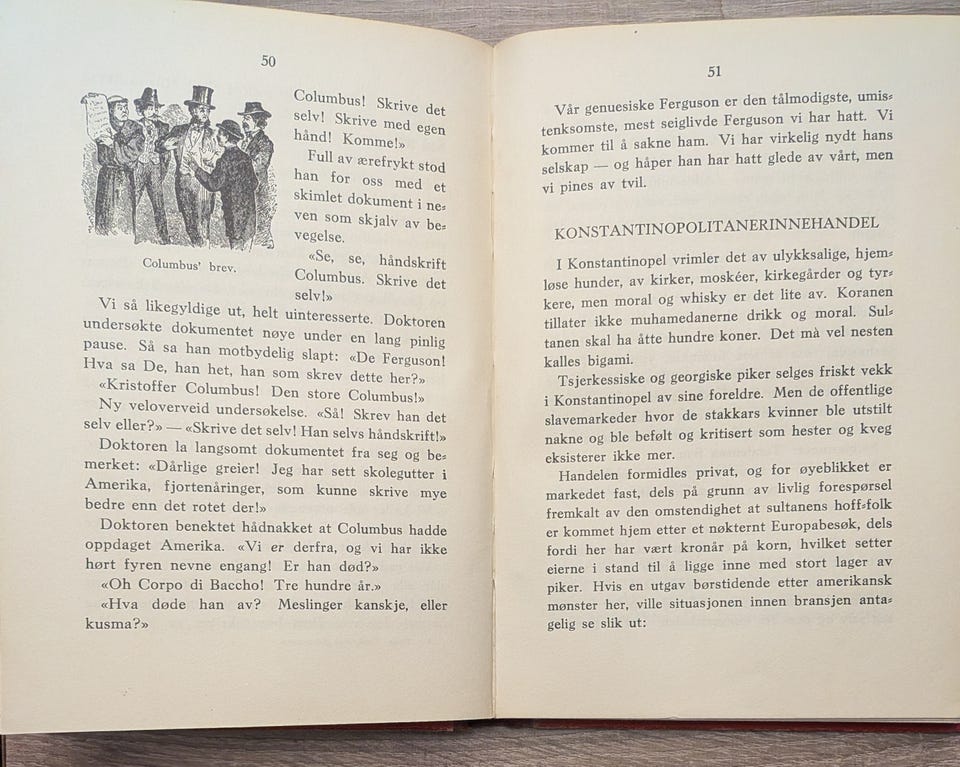 50
Columbus! Skrive det
selv! Skrive med egen
hånd! Komme!»
Full av ærefrykt stod
han for oss med et
skimlet dokument i ne=
ven som skjalv av be=
vegelse.
«Se, se, håndskrift
Columbus. Skrive det
selv!»
Columbus' brev.
Vi så likegyldige ut, helt uinteresserte. Doktoren
undersøkte dokumentet nøye under en lang pinlig
pause. Så sa han motbydelig slapt: «De Ferguson!
Hva sa De, han het, han som skrev dette her?»
«Kristoffer Columbus! Den store Columbus!»
Ny veloverveid undersøkelse. «Så! Skrev han det
selv eller?» — «Skrive det selv! Han selvs håndskrift!»
Doktoren la langsomt dokumentet fra seg og be=
merket: «Dårlige greier! Jeg har sett skolegutter i
Amerika, fjortenåringer, som kunne skrive mye
bedre enn det rotet der!»
Doktoren benektet hådnakket at Columbus hadde
oppdaget Amerika. «Vi er derfra, og vi har ikke
hørt fyren nevne engang! Er han død?»
«Oh Corpo di Baccho! Tre hundre år.»
«Hva døde han av? Meslinger kanskje, eller
kusma?»
51
Vår genuesiske Ferguson er den tålmodigste, umis=
tenksomste, mest seiglivde Ferguson vi har hatt. Vi
kommer til å sakne ham. Vi har virkelig nydt hans
selskap — og håper han har hatt glede av vårt, men
vi pines av tvil.
KONSTANTINOPOLITANERINNEHANDEL
I Konstantinopel vrimler det av ulykksalige, hjem=
løse hunder, av kirker, moskéer, kirkegårder og tyr=
kere, men moral og whisky er det lite av. Koranen
tillater ikke muhamedanerne drikk og moral. Sul=
tanen skal ha åtte hundre koner. Det må vel nesten
kalles bigami.
Tsjerkessiske og georgiske piker selges friskt vekk
i Konstantinopel av sine foreldre. Men de offentlige
slavemarkeder hvor de stakkars kvinner ble utstilt
nakne og ble befølt og kritisert som hester og kveg
eksisterer ikke mer.
Handelen formidles privat, og for øyeblikket er
markedet fast, dels på grunn av livlig forespørsel
fremkalt av den omstendighet at sultanens hoff=folk
er kommet hjem etter et nøkternt Europabesøk, dels
fordi her har vært kronår på korn, hvilket setter
eierne i stand til å ligge inne med stort lager av
piker. Hvis en utgav børstidende etter amerikansk
mønster her, ville situasjonen innen bransjen anta=
gelig se slik ut: